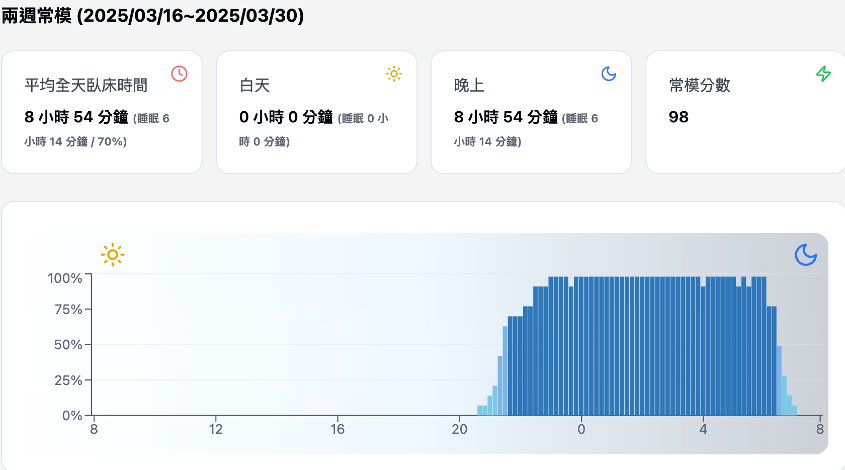 兩週常模 (2025/03/16~2025/03/30)
平均全天臥床時間
8 小時 54 分鐘 (睡眠 6
小時 14 分鐘 / 70%)
白天
0 小時 0 分鐘 (睡眠 0 小
時 0 分鐘)
晚上
8 小時 54 分鐘 (睡眠 6
小時 14 分鐘)
常模分數
98
100%
75%
50%
25%
0%
8 12 16 20 0 4 8